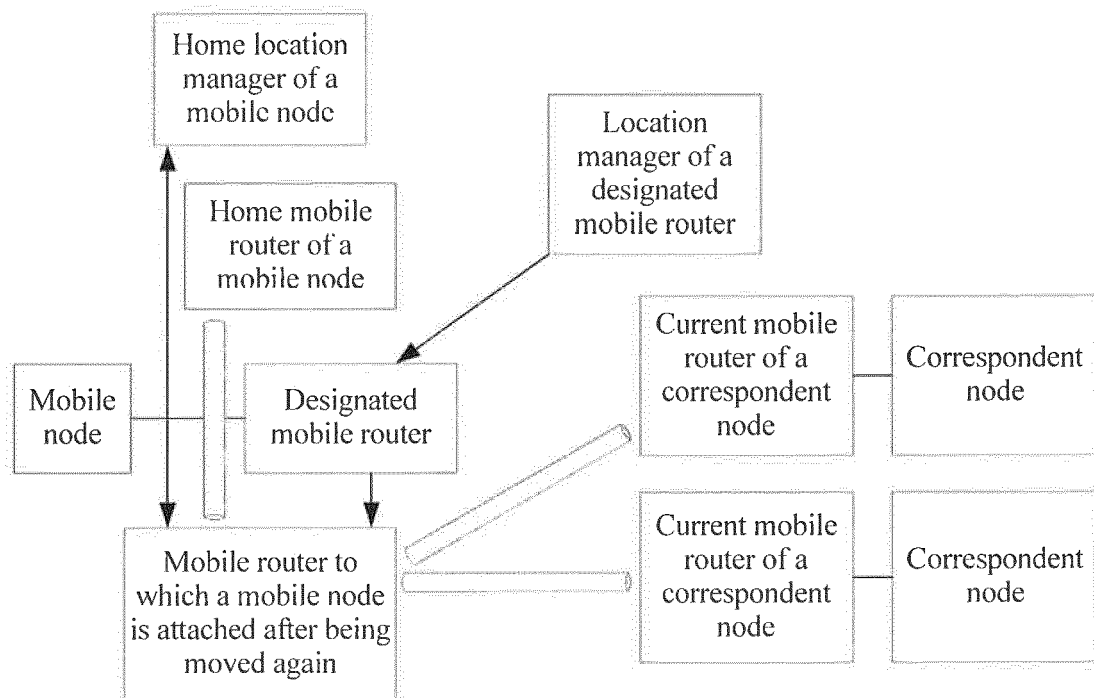 Home location
manager of a
mobile node
Location
manager of a
designated
mobile router
Home mobile
router of a
mobile node
Mobile
node
Designated
mobile router
Current mobile
router of a
correspondent
node
Correspondent
node
Mobile router to
which a mobile node
is attached after being
moved again
Current mobile
router of a
correspondent
node
Correspondent
node